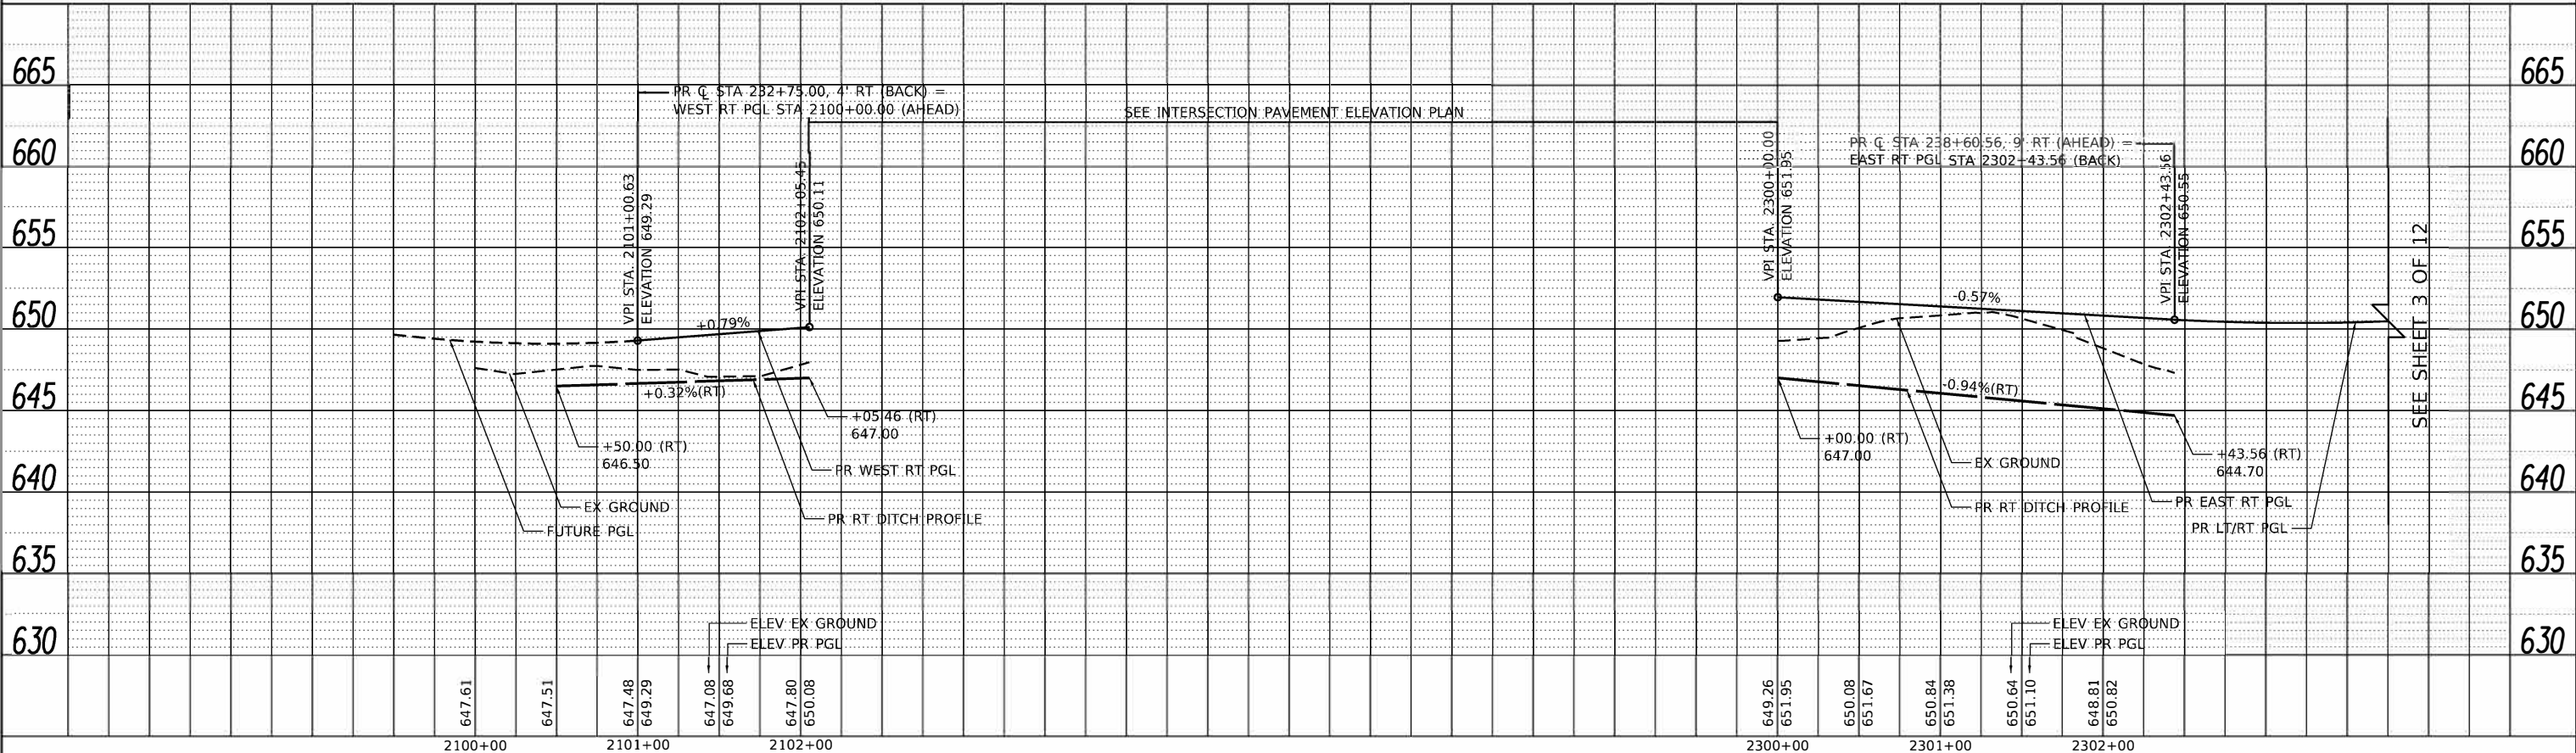 665
665
PR ℄ STA 232+75.00, 4' RT (BACK) =
WEST RT PGL STA 2100+00.00 (AHEAD)
SEE INTERSECTION PAVEMENT ELEVATION PLAN
PR ℄ STA 238+60.56, 9' RT (AHEAD) =
EAST RT PGL STA 2302+43.56 (BACK)
660
660
VPI STA. 2101+00.63
ELEVATION 649.29
VPI STA. 2102+05.45
ELEVATION 650.11
VPI STA. 2300+00.00
ELEVATION 651.95
VPI STA. 2302+43.56
ELEVATION 650.55
655
655
SEE SHEET 3 OF 12
650
650
+0.79%
-0.57%
645
645
+0.32%(RT)
-0.94%(RT)
+05.46 (RT)
647.00
+50.00 (RT)
646.50
+00.00 (RT)
647.00
+43.56 (RT)
644.70
PR WEST RT PGL
EX GROUND
640
640
EX GROUND
PR RT DITCH PROFILE
FUTURE PGL
PR RT DITCH PROFILE
PR EAST RT PGL
PR LT/RT PGL
635
635
630
630
ELEV EX GROUND
ELEV PR PGL
ELEV EX GROUND
ELEV PR PGL
647.61
647.51
647.48
649.29
647.08
649.68
647.80
650.08
649.26
651.95
650.08
651.67
650.84
651.38
650.64
651.10
648.81
650.82
2100+00
2101+00
2102+00
2300+00
2301+00
2302+00